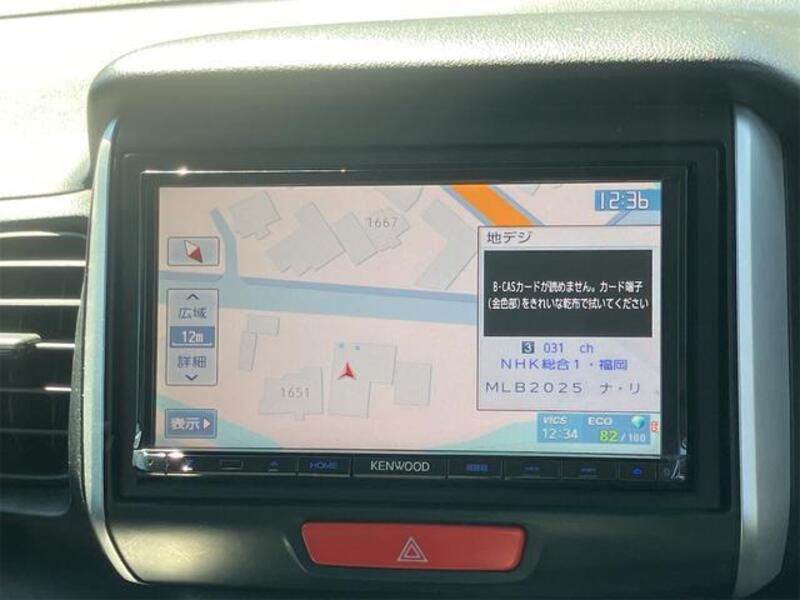 12:36
1667
地デジ
B-CASカードが読めません。カード端子
(金色部)をきれいな乾布で拭いてください
広域
12m
詳細
3 031 ch
NHK総合1・福岡
MLB2025 ナ・リ
1651
表示
VICS
12:34
ECO
82/100
HOME
KENWOOD